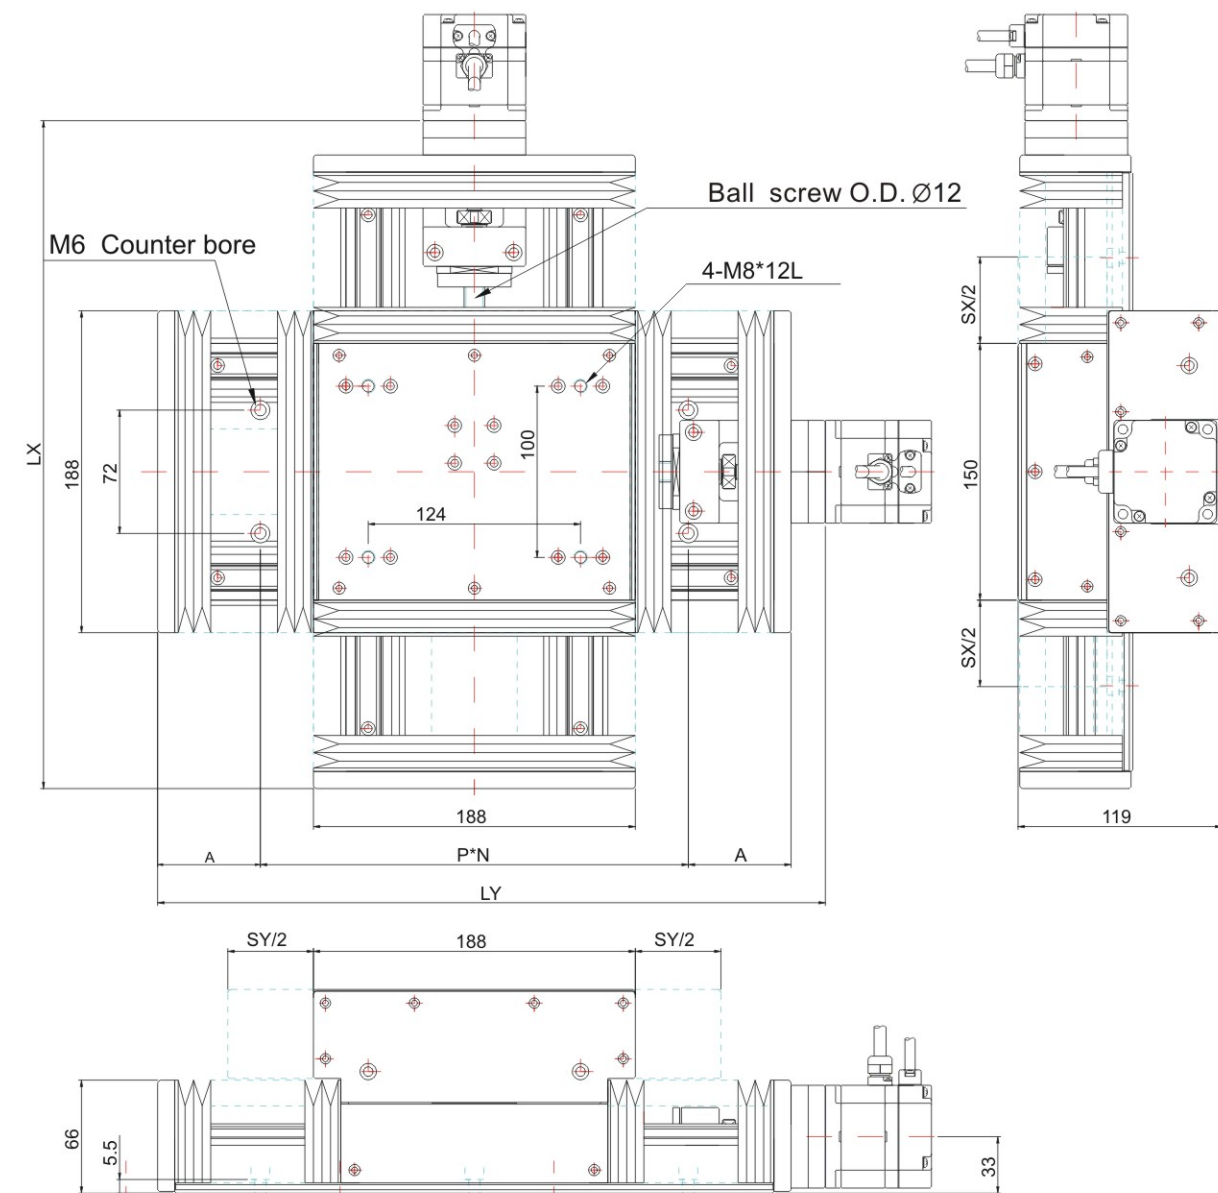 Ball screw O.D. Ø12
M6 Counter bore
4-M8*12L
SX/2
LX
188
72
100
150
124
SX/2
188
119
A
P*N
A
LY
SY/2
188
SY/2
66
5.5
33